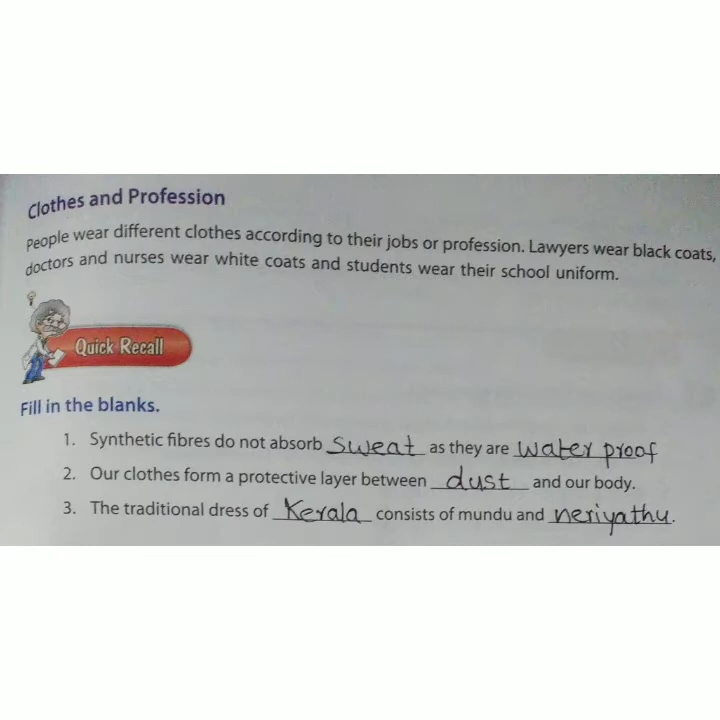 Clothes and Profession
People wear different clothes according to their jobs or profession. Lawyers wear black coats,
doctors and nurses wear white coats and students wear their school uniform.
Quick Recall
Fill in the blanks.
1. Synthetic fibres do not absorb sweat as they are water proof
2. Our clothes form a protective layer between dust and our body.
3. The traditional dress of Kerala consists of mundu and neriyathu.